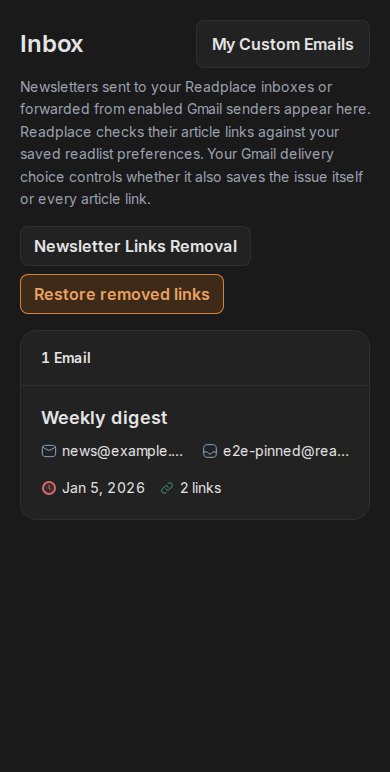 Inbox
My Custom Emails
Newsletters sent to your Readplace inboxes or
forwarded from enabled Gmail senders appear here.
Readplace checks their article links against your
saved readlist preferences. Your Gmail delivery
choice controls whether it also saves the issue itself
or every article link.
Newsletter Links Removal
Restore removed links
1 Email
Weekly digest
news@example....
e2e-pinned@rea...
Jan 5, 2026
2 links